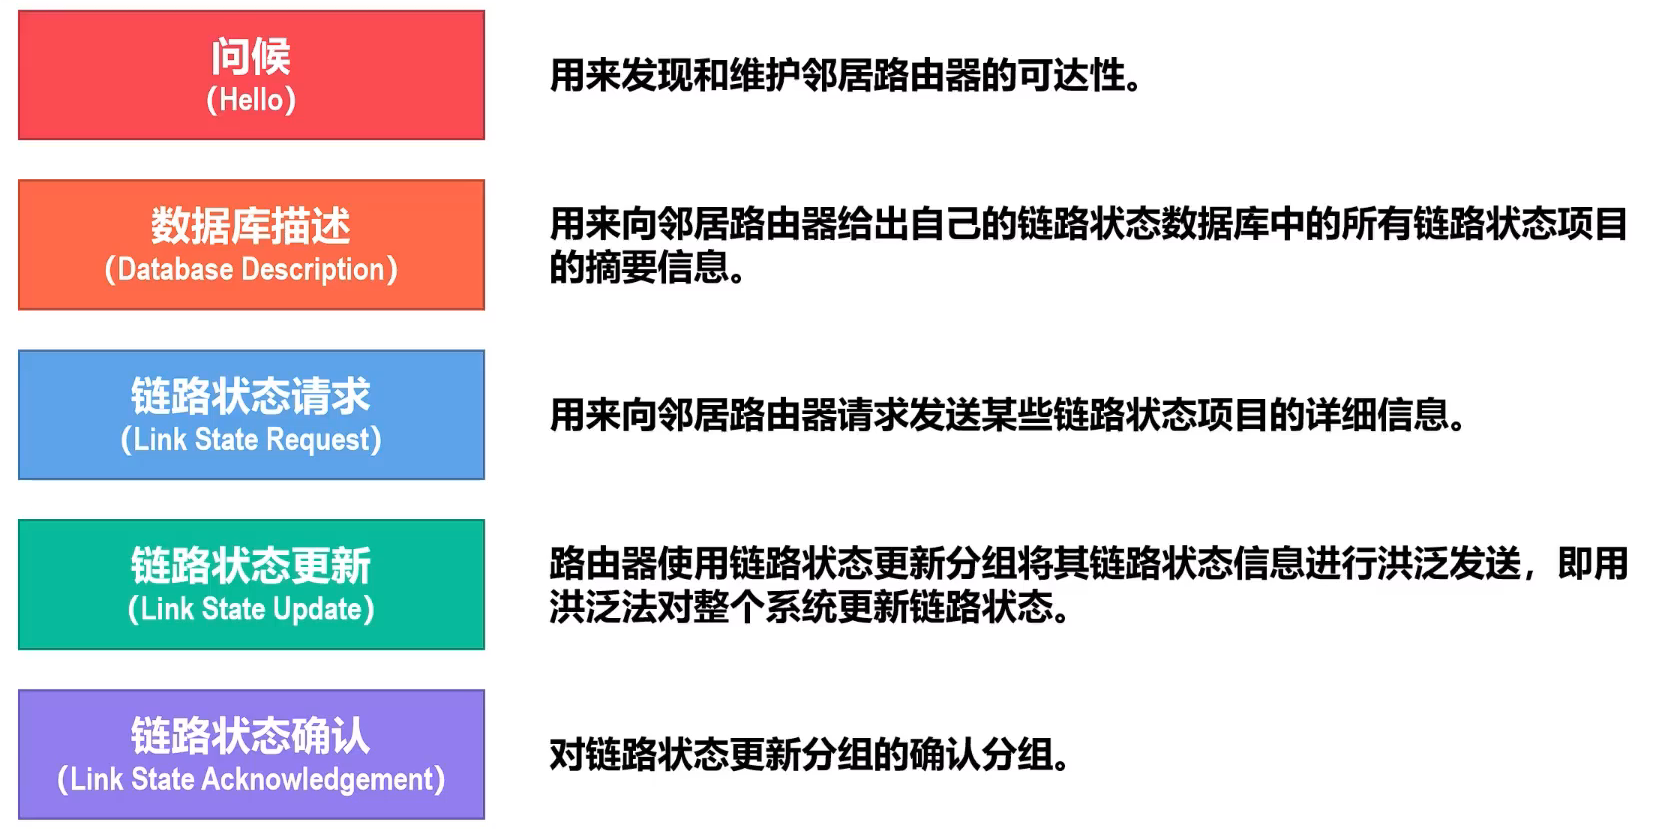 问候
（Hello）
用来发现和维护邻居路由器的可达性。
数据库描述
（Database Description）
用来向邻居路由器给出自己的链路状态数据库中的所有链路状态项目
的摘要信息。
链路状态请求
（Link State Request）
用来向邻居路由器请求发送某些链路状态项目的详细信息。
链路状态更新
（Link State Update）
路由器使用链路状态更新分组将其链路状态信息进行洪泛发送，即用
洪泛法对整个系统更新链路状态。
链路状态确认
（Link State Acknowledgement）
对链路状态更新分组的确认分组。